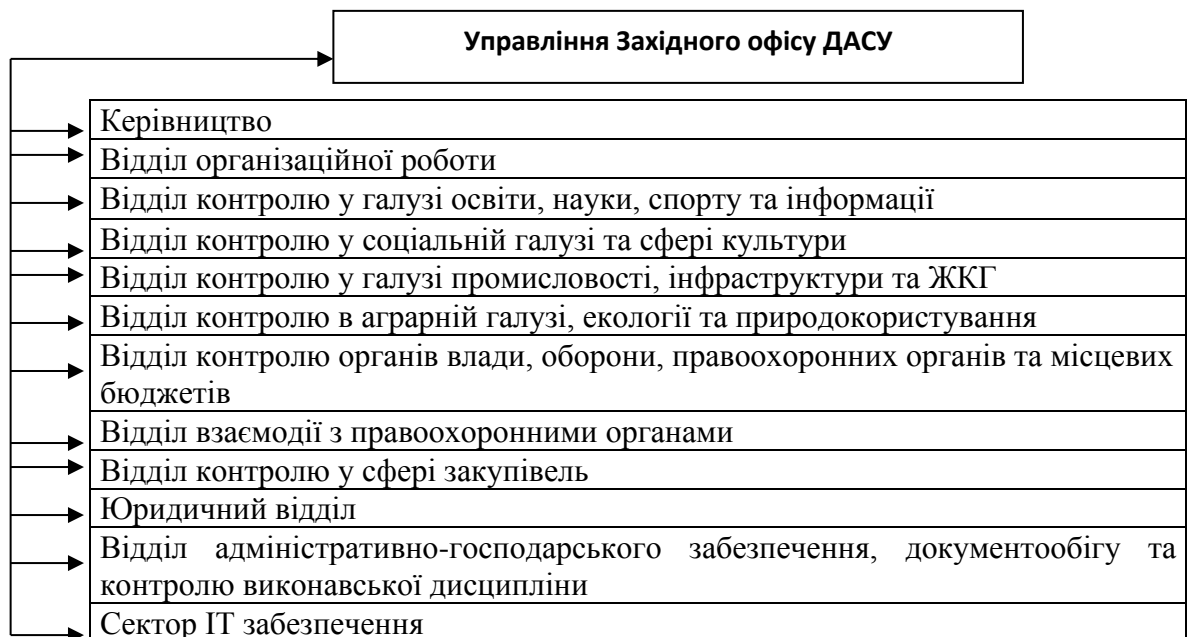 Управління Західного офісу ДАСУ
Керівництво
Відділ організаційної роботи
Відділ контролю у галузі освіти, науки, спорту та інформації
Відділ контролю у соціальній галузі та сфері культури
Відділ контролю у галузі промисловості, інфраструктури та ЖКГ
Відділ контролю в аграрній галузі, екології та природокористування
Відділ контролю органів влади, оборони, правоохоронних органів та місцевих
бюджетів
Відділ взаємодії з правоохоронними органами
Відділ контролю у сфері закупівель
Юридичний відділ
Відділ адміністративно-господарського забезпечення, документообігу та
контролю виконавської дисципліни
Сектор ІТ забезпечення